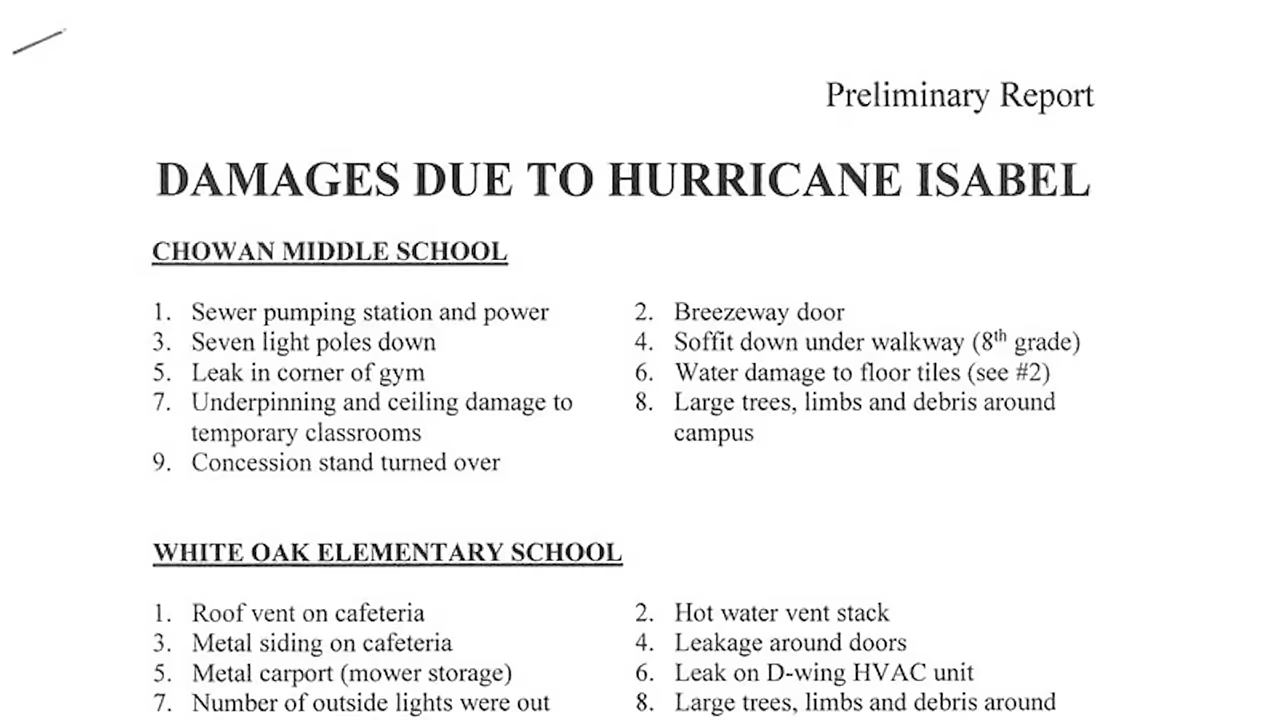 Preliminary Report
DAMAGES DUE TO HURRICANE ISABEL
CHOWAN MIDDLE SCHOOL
1. Sewer pumping station and power
2. Breezeway door
3. Seven light poles down
4. Soffit down under walkway (8th grade)
5. Leak in corner of gym
6. Water damage to floor tiles (see #2)
7. Underpinning and ceiling damage to
temporary classrooms
8. Large trees, limbs and debris around
campus
9. Concession stand turned over
WHITE OAK ELEMENTARY SCHOOL
1. Roof vent on cafeteria
2. Hot water vent stack
3. Metal siding on cafeteria
4. Leakage around doors
5. Metal carport (mower storage)
6. Leak on D-wing HVAC unit
7. Number of outside lights were out
8. Large trees, limbs and debris around